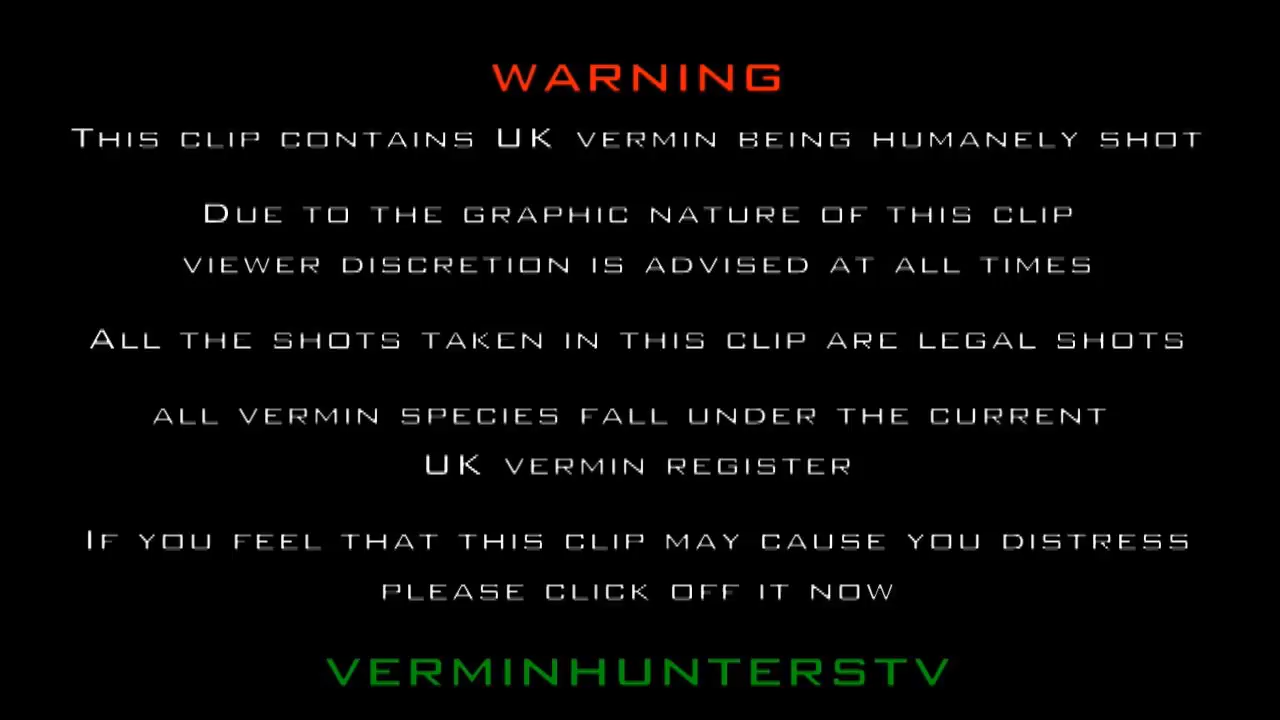 WARNING
THIS CLIP CONTAINS UK VERMIN BEING HUMANELY SHOT
DUE TO THE GRAPHIC NATURE OF THIS CLIP
VIEWER DISCRETION IS ADVISED AT ALL TIMES
ALL THE SHOTS TAKEN IN THIS CLIP ARE LEGAL SHOTS
ALL VERMIN SPECIES FALL UNDER THE CURRENT
UK VERMIN REGISTER
IF YOU FEEL THAT THIS CLIP MAY CAUSE YOU DISTRESS
PLEASE CLICK OFF IT NOW
VERMINHUNTERSTV